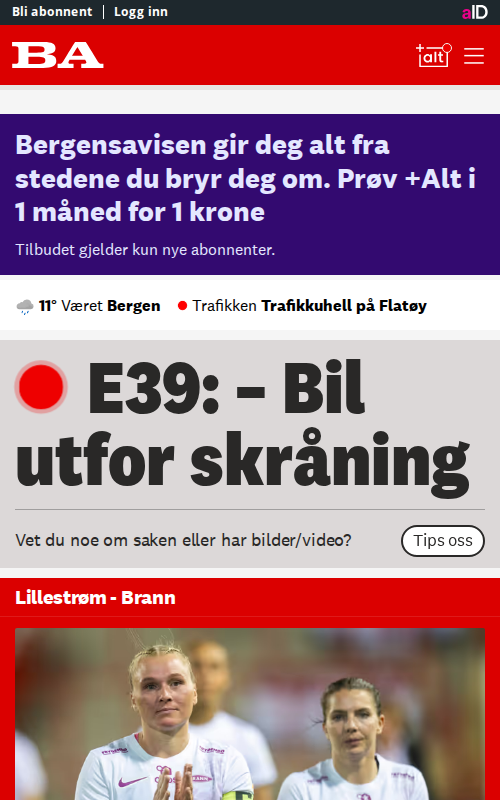 Bli abonnent | Logg inn
aID
BA
+alt
Bergensavisen gir deg alt fra
stedene du bryr deg om. Prøv +Alt i
1 måned for 1 krone
Tilbudet gjelder kun nye abonnenter.
11° Været Bergen Trafikken Trafikkuhell på Flatøy
E39: – Bil
utfor skråning
Vet du noe om saken eller har bilder/video?
Tips oss
Lillestrøm - Brann